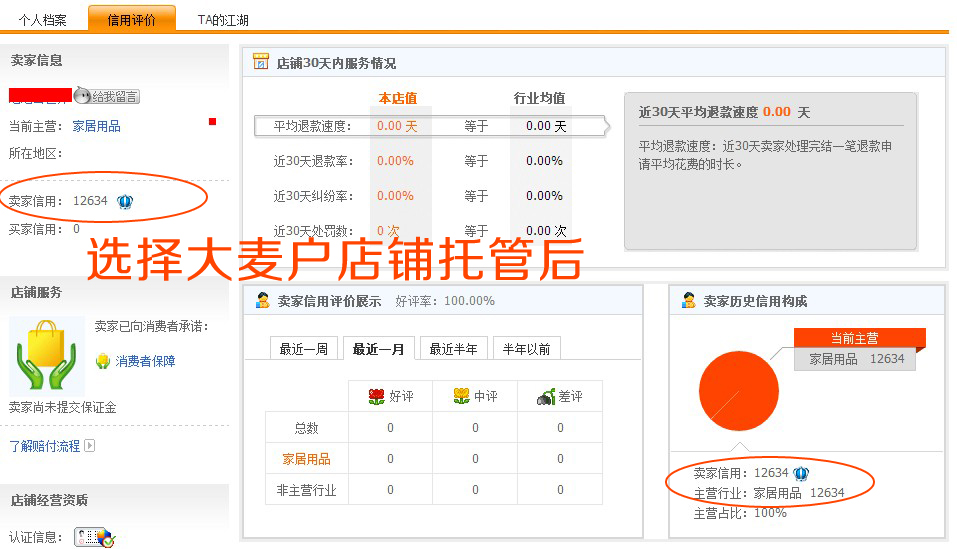 个人档案 信用评价 TA的江湖
卖家信息
给我留言
当前主营： 家居用品
所在地区：
卖家信用： 12634
买家信用： 0
店铺30天内服务情况
本店值 行业均值
平均退款速度： 0.00 天 等于 0.00 天
近30天退款率： 0.00% 等于 0.00%
近30天纠纷率： 0.00% 等于 0.00%
近30天处罚数： 0 次 等于 0.00 次
近30天平均退款速度 0.00 天
平均退款速度：近30天卖家处理完结一笔退款申
请平均花费的时长。
选择大麦户店铺托管后
店铺服务
卖家已向消费者承诺：
消费者保障
卖家尚未提交保证金
了解赔付流程
店铺经营资质
认证信息：
卖家信用评价展示 好评率：100.00%
最近一周 最近一月 最近半年 半年以前
好评 中评 差评
总数 0 0 0
家居用品 0 0 0
非主营行业 0 0 0
卖家历史信用构成
当前主营
家居用品 12634
卖家信用：12634
主营行业：家居用品 12634
主营占比：100%